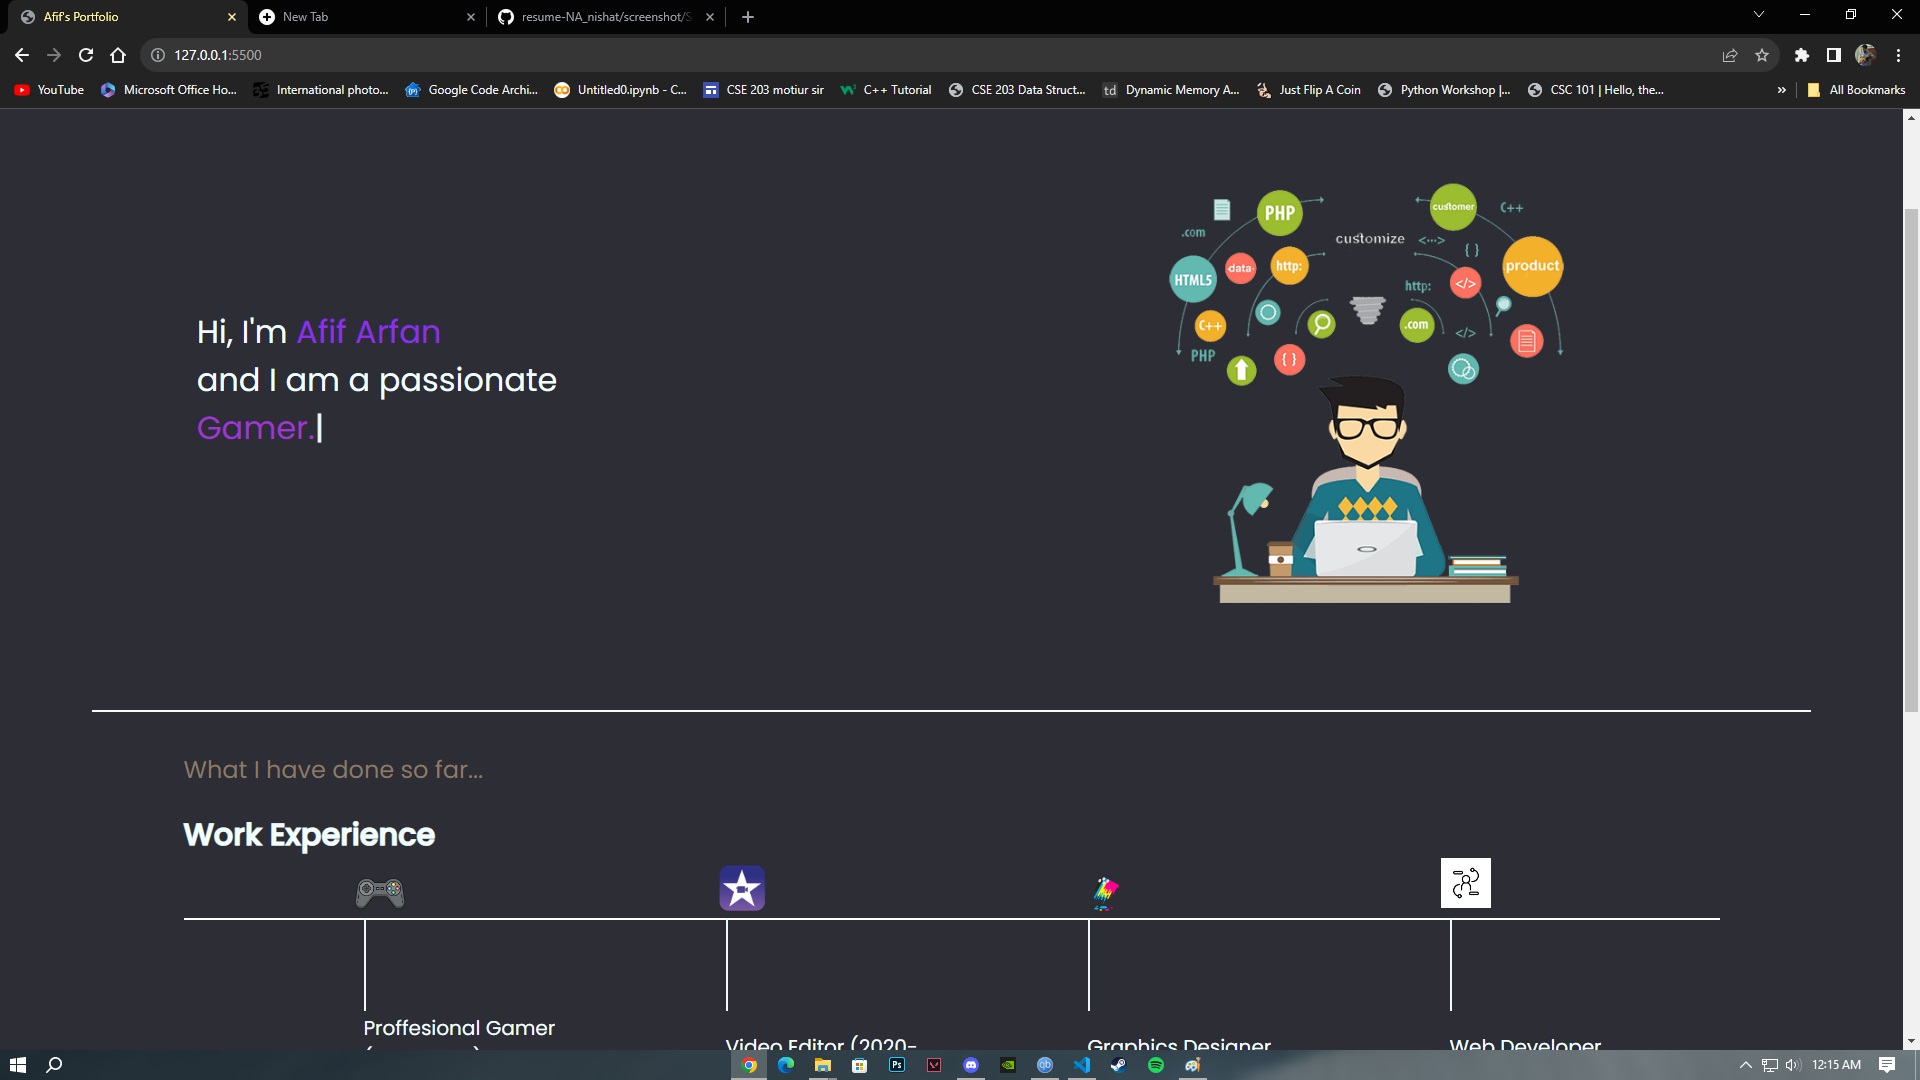 Afif's Portfolio
New Tab
resume-NA_nishat/screenshot/S
127.0.0.1:5500
YouTube
Microsoft Office Ho...
International photo...
Google Code Archi...
Untitled0.ipynb - C...
CSE 203 motiur sir
C++ Tutorial
CSE 203 Data Struct...
td
Dynamic Memory A...
Just Flip A Coin
Python Workshop |...
CSC 101 | Hello, the...
»
All Bookmarks
PHP
customer
C++
.com
customize
<···>
{ }
HTML5
data-
http:
product
</>
http:
C++
.com
</>
PHP
{ }
Hi, I'm Afif Arfan
and I am a passionate
Gamer.|
What I have done so far...
Work Experience
Proffesional Gamer
Video Editor (2020-
Graphics Designer
Web Developer
Ps
qb
12:15 AM